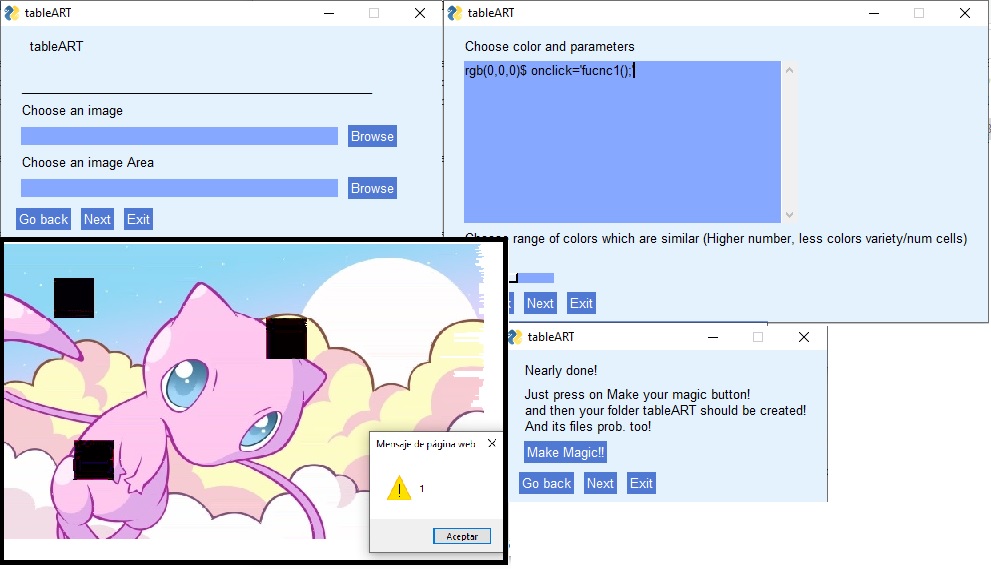 tableART
tableART
Choose an image
Browse
Choose an image Area
Browse
Go back Next Exit
tableART
Choose color and parameters
rgb(0,0,0)$ onclick='fucnc1();'
range of colors which are similar (Higher number, less colors variety/num cells)
Next Exit
Mensaje de página web
1
Aceptar
tableART
Nearly done!
Just press on Make your magic button!
and then your folder tableART should be created!
And its files prob. too!
Make Magic!!
Go back Next Exit